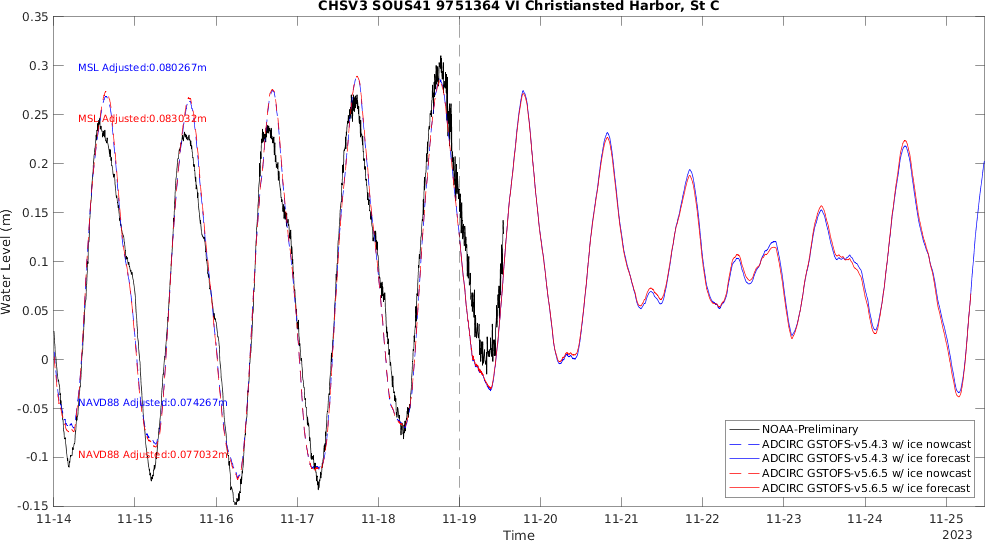 CHSV3 SOUS41 9751364 VI Christiansted Harbor, St C
0.35
0.3
0.25
0.2
0.15
0.1
0.05
0
-0.05
-0.1
-0.15
Water Level (m)
MSL Adjusted:0.080267m
MSL Adjusted:0.083032m
NAVD88 Adjusted:0.074267m
NAVD88 Adjusted:0.077032m
NOAA-Preliminary
ADCIRC GSTOFS-v5.4.3 w/ ice nowcast
ADCIRC GSTOFS-v5.4.3 w/ ice forecast
ADCIRC GSTOFS-v5.6.5 w/ ice nowcast
ADCIRC GSTOFS-v5.6.5 w/ ice forecast
11-14 11-15 11-16 11-17 11-18 11-19 11-20 11-21 11-22 11-23 11-24 11-25
Time
2023